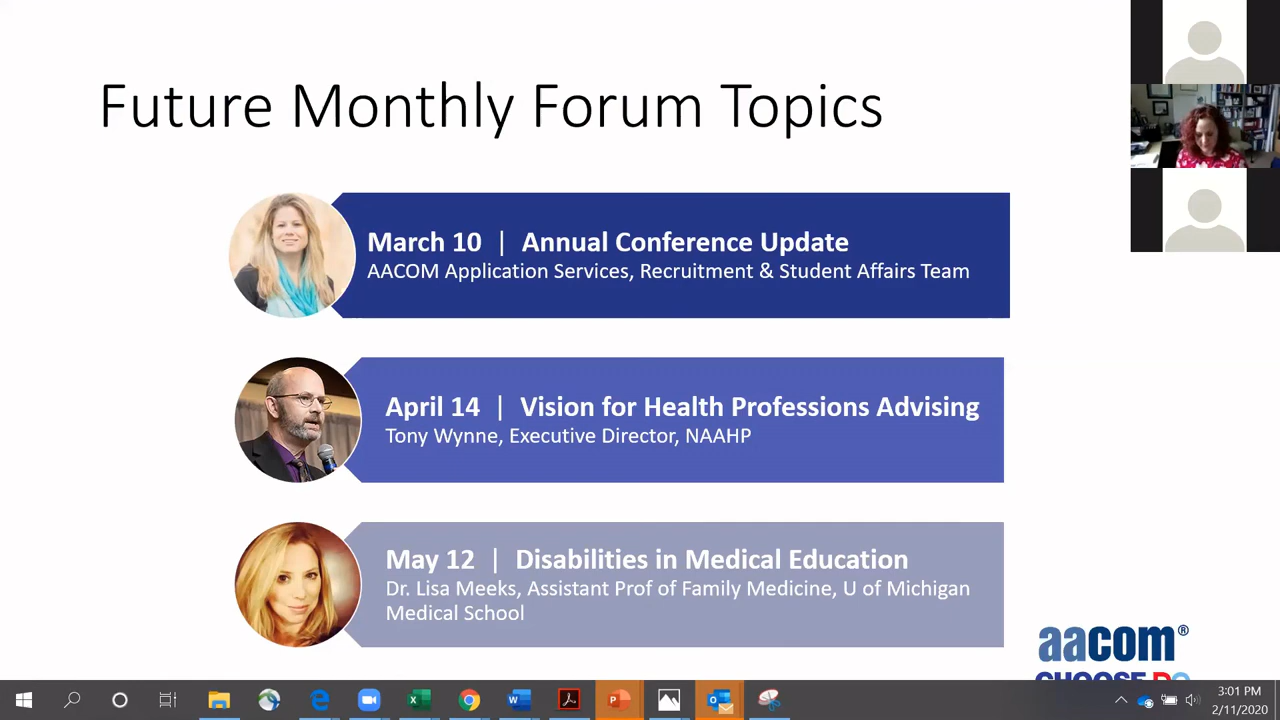 Future Monthly Forum Topics
March 10 | Annual Conference Update
AACOM Application Services, Recruitment & Student Affairs Team
April 14 | Vision for Health Professions Advising
Tony Wynne, Executive Director, NAAHP
May 12 | Disabilities in Medical Education
Dr. Lisa Meeks, Assistant Prof of Family Medicine, U of Michigan
Medical School
aacom®
CHOOSE DO
3:01 PM
2/11/2020